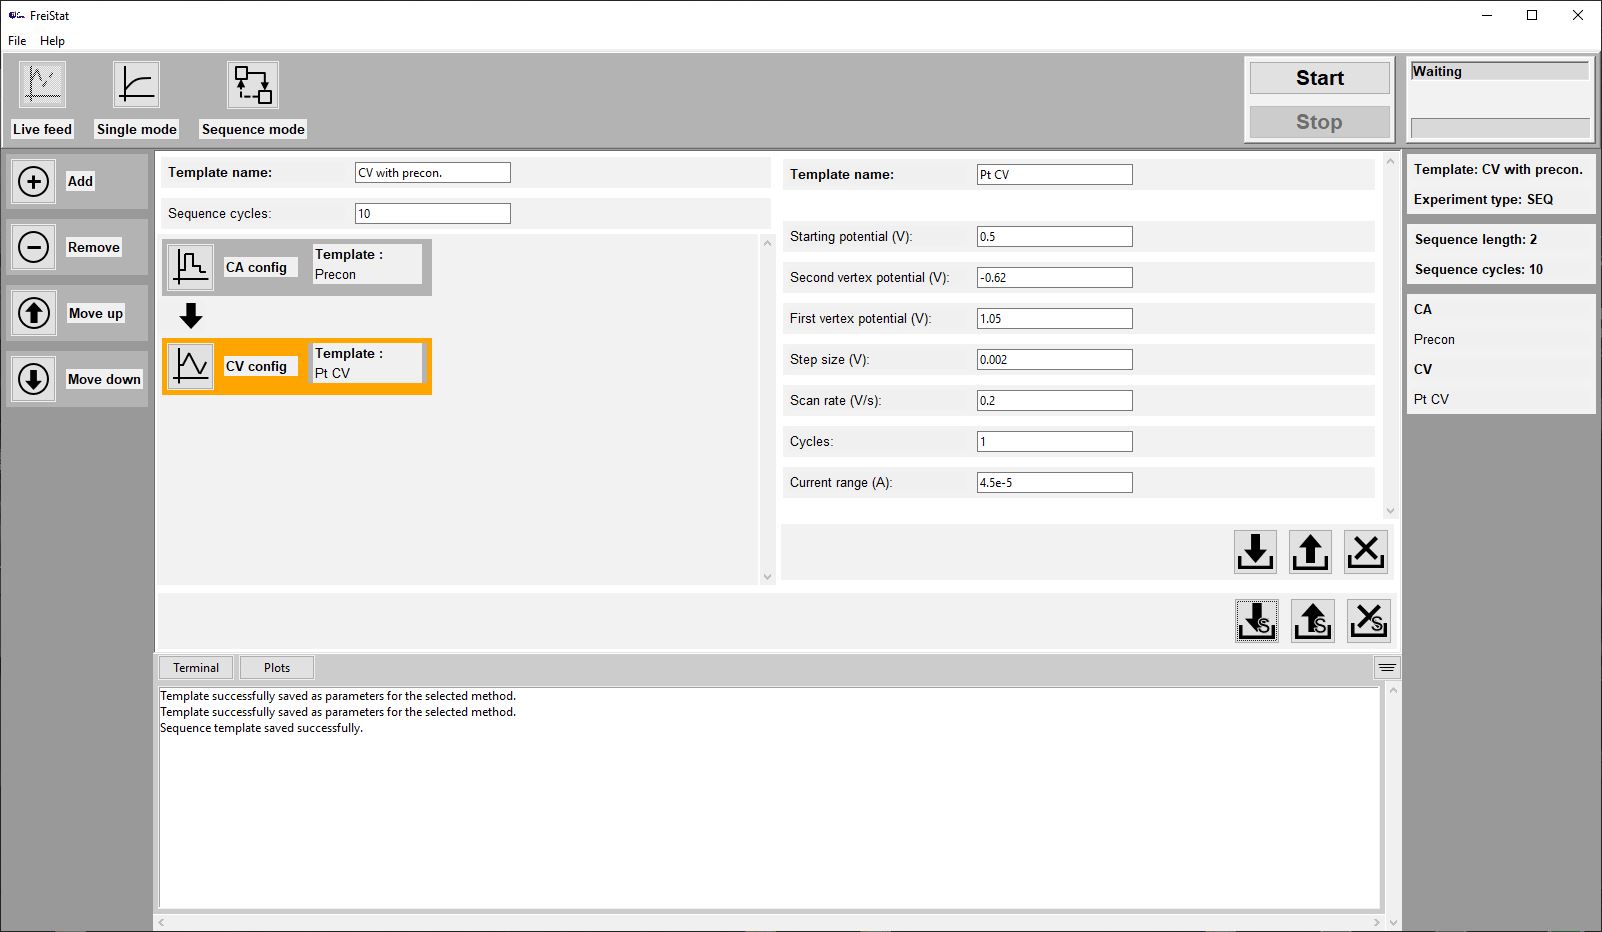 FreiStat
File Help
Live feed
Single mode
Sequence mode
Start
Stop
Waiting
Add
Remove
Move up
Move down
Template name: CV with precon.
Sequence cycles: 10
CA config
Template :
Precon
CV config
Template :
Pt CV
Template name: Pt CV
Starting potential (V): 0.5
Second vertex potential (V): -0.62
First vertex potential (V): 1.05
Step size (V): 0.002
Scan rate (V/s): 0.2
Cycles: 1
Current range (A): 4.5e-5
S
S
S
Template: CV with precon.
Experiment type: SEQ
Sequence length: 2
Sequence cycles: 10
CA
Precon
CV
Pt CV
Terminal
Plots
Template successfully saved as parameters for the selected method.
Template successfully saved as parameters for the selected method.
Sequence template saved successfully.